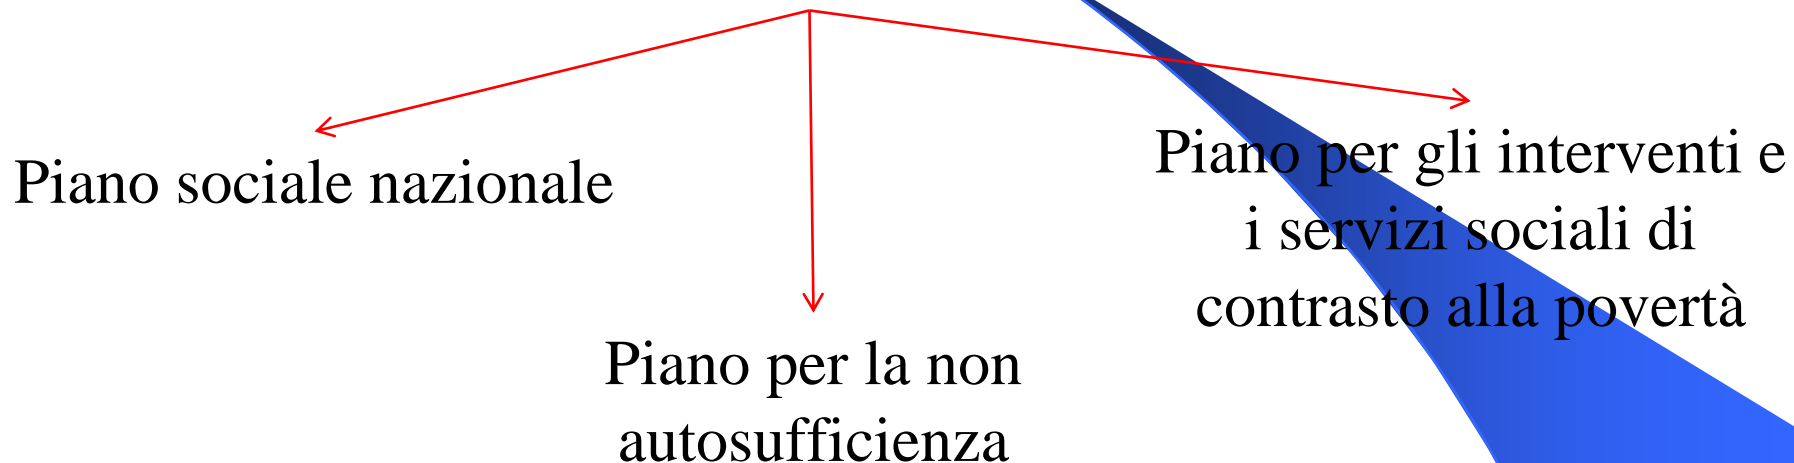 Piano sociale nazionale
Piano per la non
autosufficienza
Piano per gli interventi e
i servizi sociali di
contrasto alla povertà